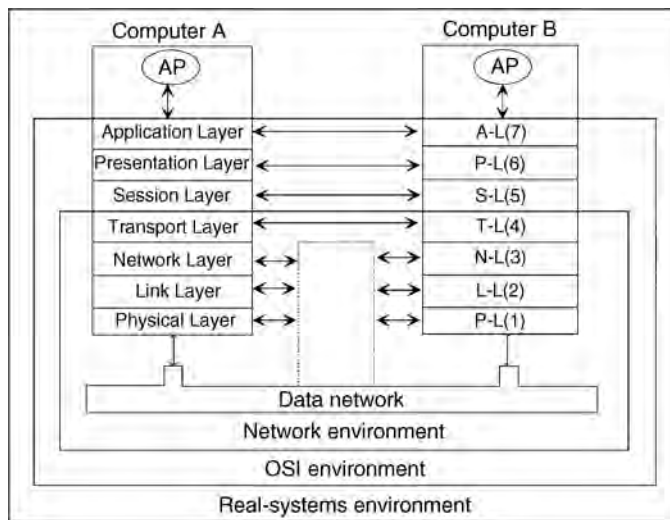 Computer A
Computer B
AP
AP
Application Layer
A-L(7)
Presentation Layer
P-L(6)
Session Layer
S-L(5)
Transport Layer
T-L(4)
Network Layer
N-L(3)
Link Layer
L-L(2)
Physical Layer
P-L(1)
Data network
Network environment
OSI environment
Real-systems environment